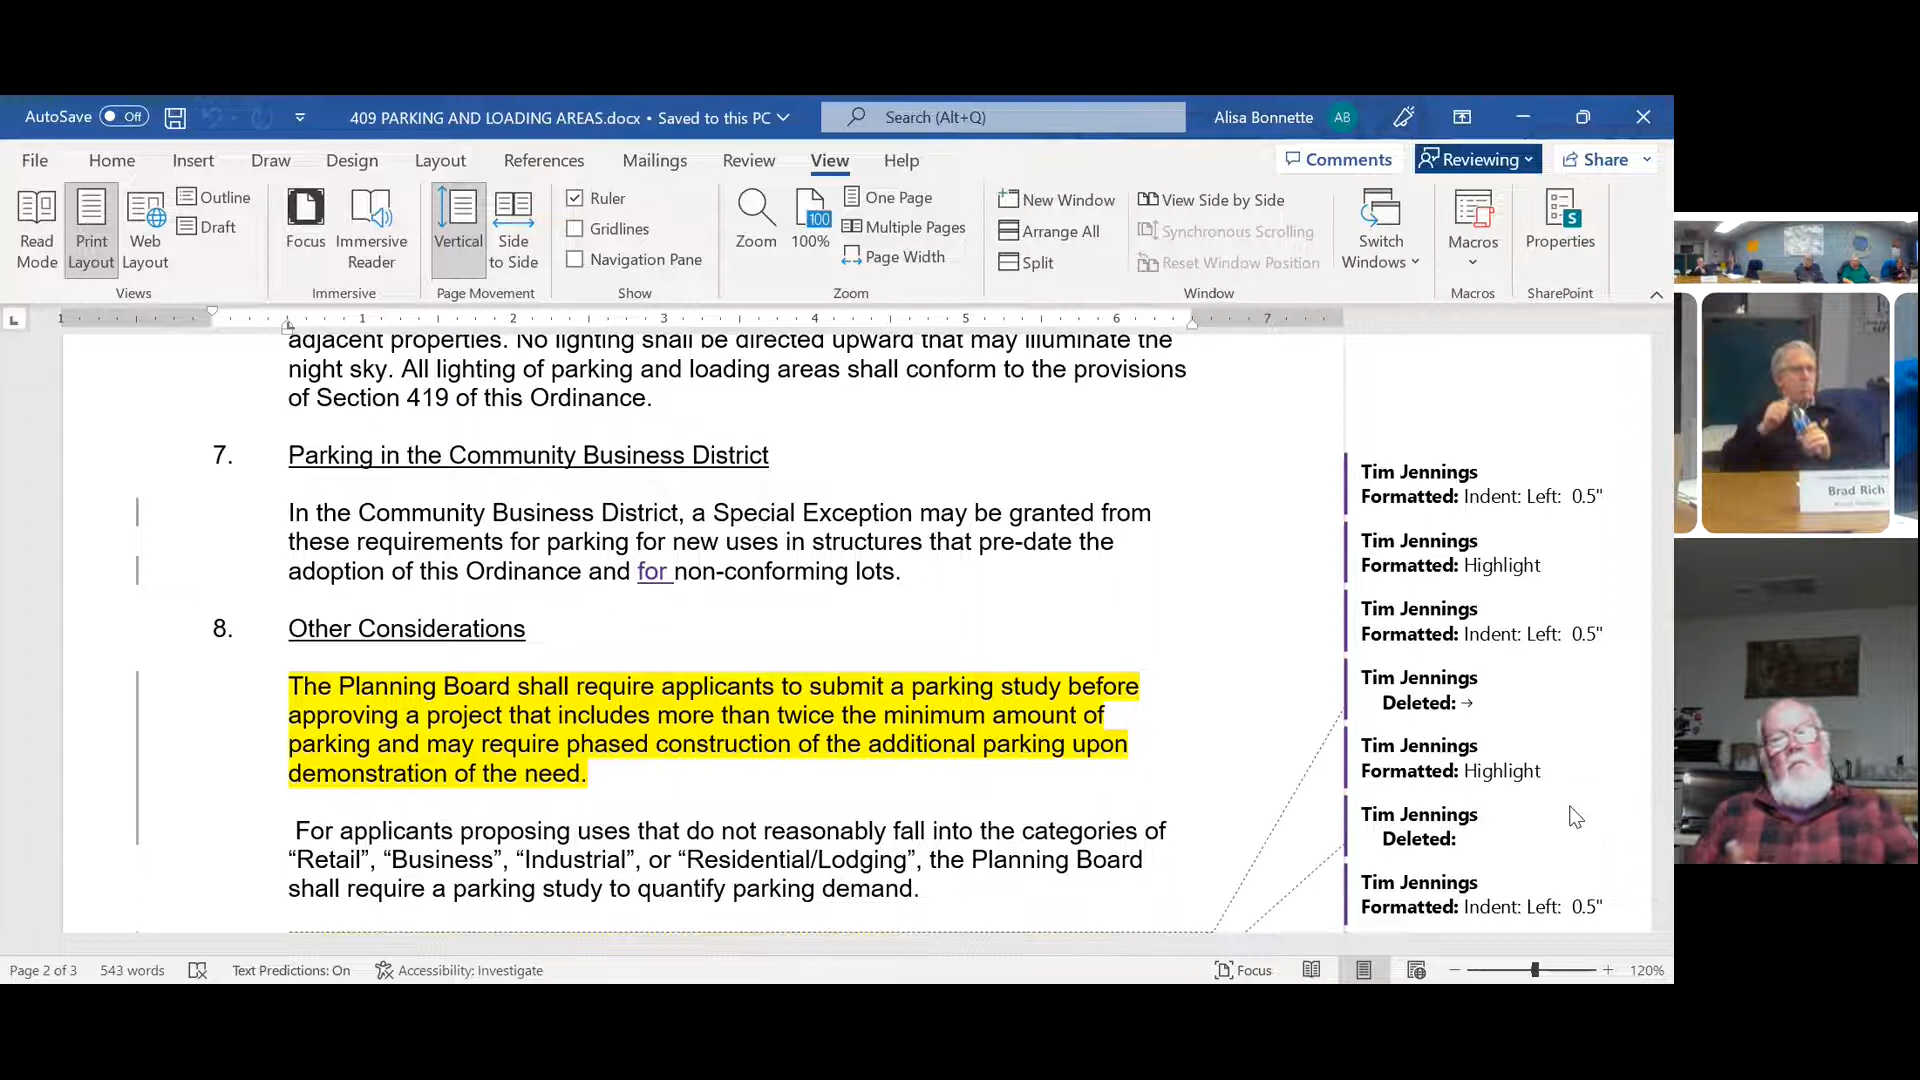 AutoSave Off 409 PARKING AND LOADING AREAS.docx • Saved to this PC Search (Alt+Q) Alisa Bonnette AB
File Home Insert Draw Design Layout References Mailings Review View Help Comments Reviewing Share
Read Mode
Print Layout
Web Layout
Outline
Draft
Views
Focus
Immersive Reader
Immersive
Vertical
Side to Side
Page Movement
Ruler
Gridlines
Navigation Pane
Show
Zoom
100
100%
One Page
Multiple Pages
Page Width
Zoom
New Window
Arrange All
Split
View Side by Side
Synchronous Scrolling
Reset Window Position
Switch Windows
Window
Macros
Macros
S
Properties
SharePoint
1 1 2 3 4 5 6 7
adjacent properties. No lighting shall be directed upward that may illuminate the
night sky. All lighting of parking and loading areas shall conform to the provisions
of Section 419 of this Ordinance.
7. Parking in the Community Business District
In the Community Business District, a Special Exception may be granted from
these requirements for parking for new uses in structures that pre-date the
adoption of this Ordinance and for non-conforming lots.
8. Other Considerations
The Planning Board shall require applicants to submit a parking study before
approving a project that includes more than twice the minimum amount of
parking and may require phased construction of the additional parking upon
demonstration of the need.
For applicants proposing uses that do not reasonably fall into the categories of
“Retail”, “Business”, “Industrial”, or “Residential/Lodging”, the Planning Board
shall require a parking study to quantify parking demand.
Tim Jennings
Formatted: Indent: Left: 0.5"
Tim Jennings
Formatted: Highlight
Tim Jennings
Formatted: Indent: Left: 0.5"
Tim Jennings
Deleted: →
Tim Jennings
Formatted: Highlight
Tim Jennings
Deleted:
Tim Jennings
Formatted: Indent: Left: 0.5"
Brad Rich
Page 2 of 3 543 words Text Predictions: On Accessibility: Investigate Focus 120%